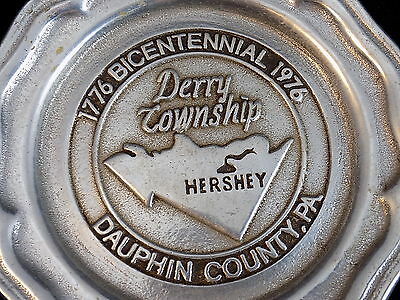 1776 BICENTENNIAL 1976
Derry
Township
HERSHEY
DAUPHIN COUNTY, PA